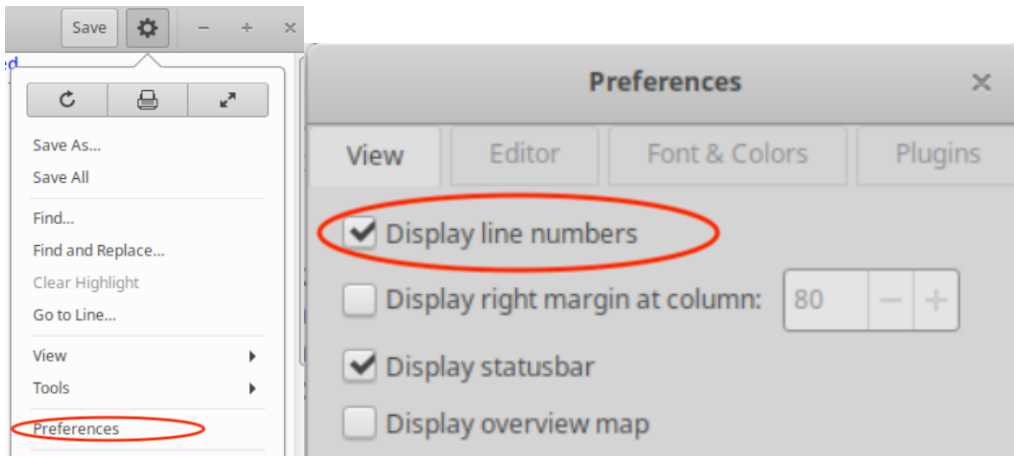 Save
ed
Save As...
Save All
Find...
Find and Replace...
Clear Highlight
Go to Line...
View
Tools
Preferences
Preferences
View Editor Font & Colors Plugins
Display line numbers
Display right margin at column: 80
Display statusbar
Display overview map